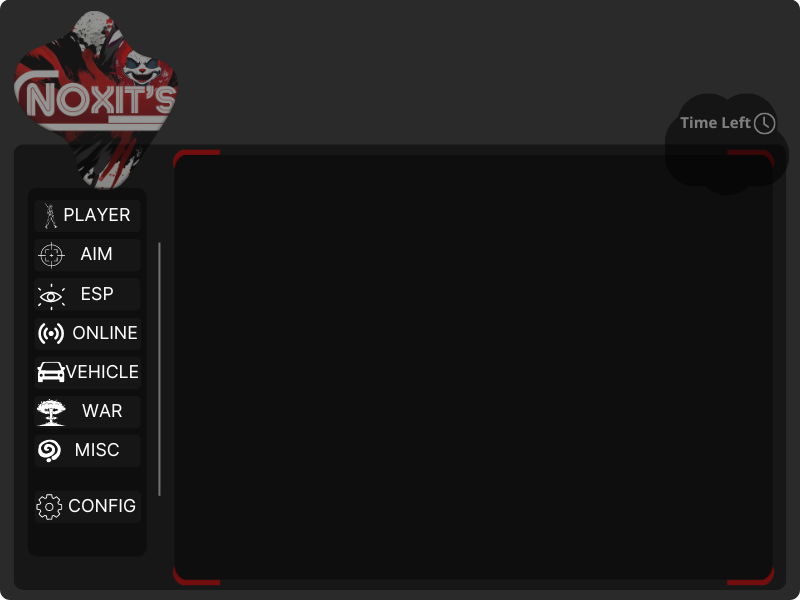 NOXIT'S
Time Left
PLAYER
AIM
ESP
ONLINE
VEHICLE
WAR
MISC
CONFIG